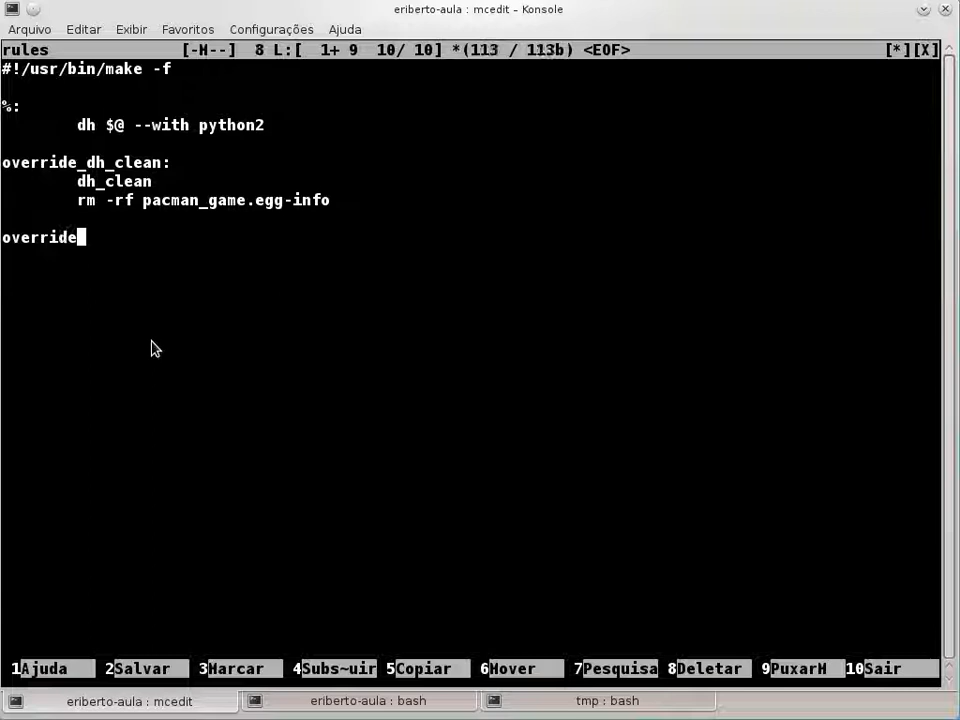 eriberto-aula : mcedit – Konsole
Arquivo Editar Exibir Favoritos Configurações Ajuda
rules [-H--] 8 L:[ 1+ 9 10/ 10] *(113 / 113b) <EOF> [*][X]
#!/usr/bin/make -f
%:
dh $@ --with python2
override_dh_clean:
dh_clean
rm -rf pacman_game.egg-info
override
1Ajuda 2Salvar 3Marcar 4Subs~uir 5Copiar 6Mover 7Pesquisa 8Deletar 9PuxarM 10Sair
eriberto-aula : mcedit eriberto-aula : bash tmp : bash